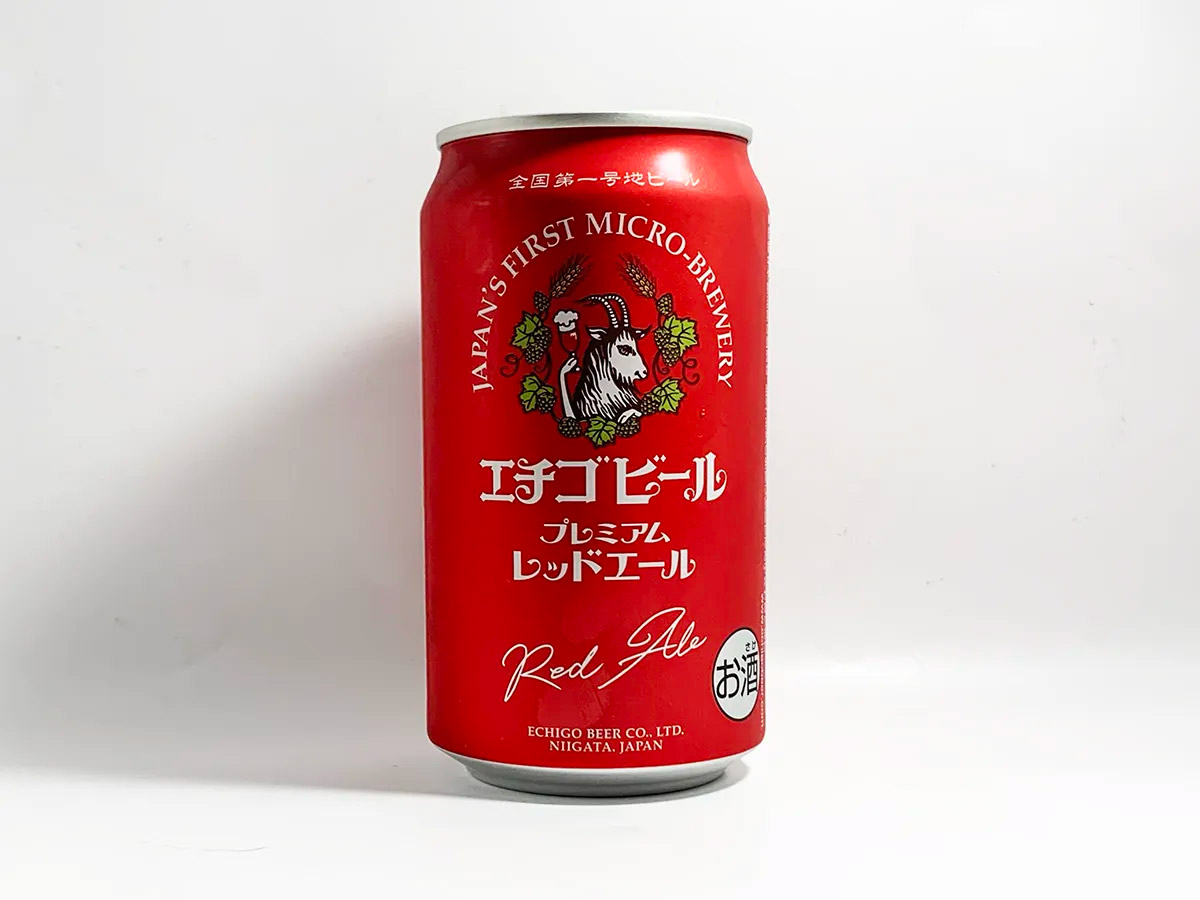 全国第一号地ビール
JAPAN'S FIRST MICRO-BREWERY
エチゴビール
プレミアム
レッドエール
Red Ale
さけ
お酒
ECHIGO BEER CO., LTD.
NIIGATA, JAPAN